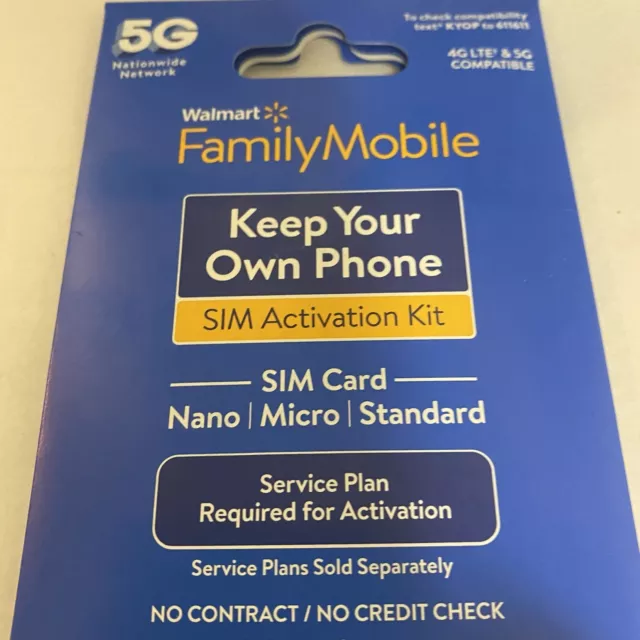 5G
Nationwide
Network
To check compatibility
text* KYOP to 611611
4G LTE† & 5G
COMPATIBLE
Walmart
FamilyMobile
Keep Your
Own Phone
SIM Activation Kit
SIM Card
Nano | Micro | Standard
Service Plan
Required for Activation
Service Plans Sold Separately
NO CONTRACT / NO CREDIT CHECK